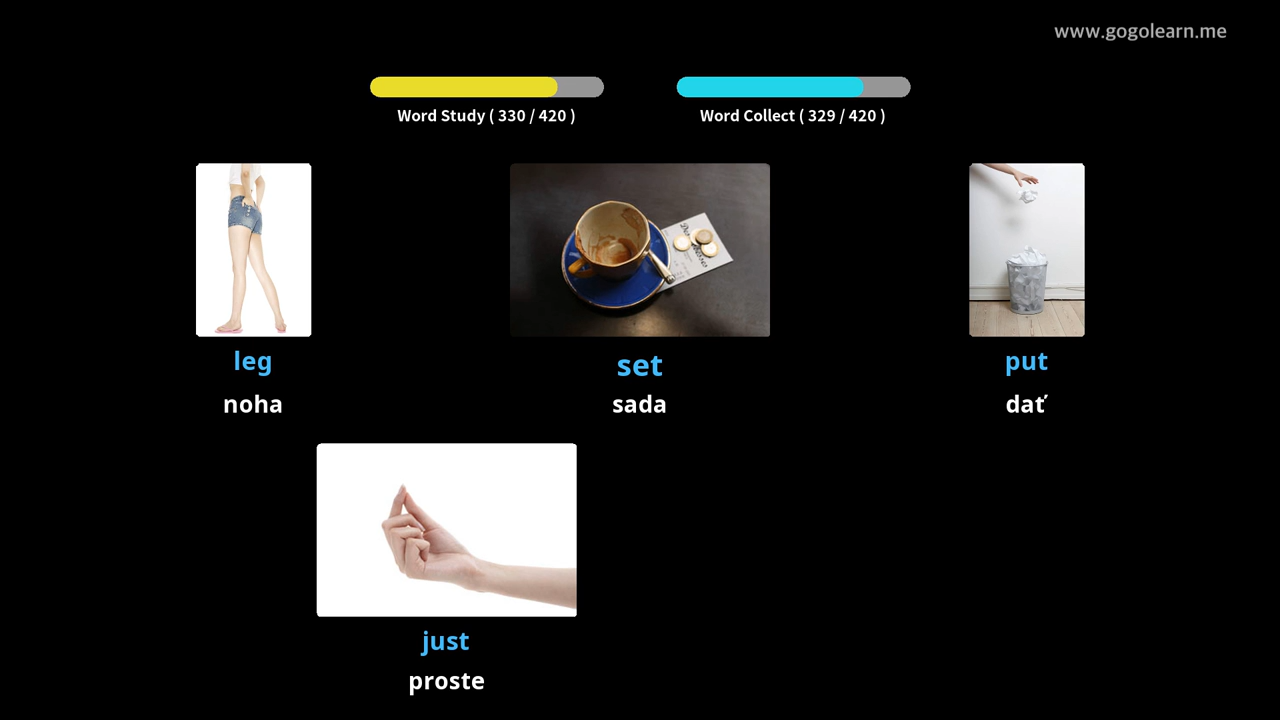 www.gogolearn.me
Word Study ( 330 / 420 )
Word Collect ( 329 / 420 )
leg
set
put
noha
sada
dať
just
proste